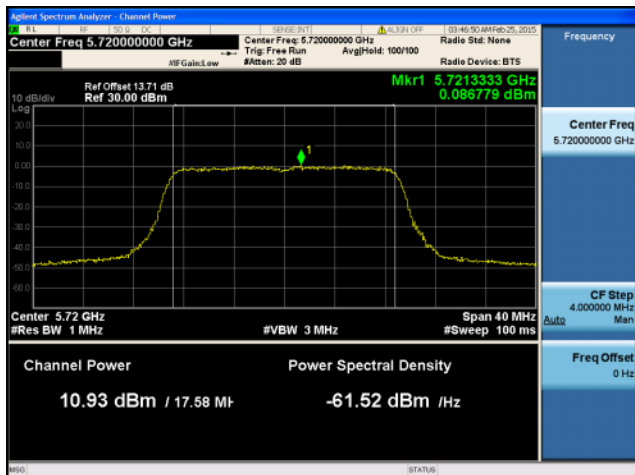 Agilent Spectrum Analyzer - Channel Power
RL RF 50 Ω DC SENSE:INT ALIGN OFF 03:46:50 AM Feb 25, 2015
Center Freq 5.720000000 GHz
Center Freq: 5.720000000 GHz Radio Std: None
Trig: Free Run Avg|Hold: 100/100
#IFGain:Low #Atten: 20 dB Radio Device: BTS
Frequency
Mkr1 5.7213333 GHz
0.086779 dBm
Ref Offset 13.71 dB
10 dB/div Ref 30.00 dBm
Log
20.0
10.0
0.00
-10.0
-20.0
-30.0
-40.0
-50.0
-60.0
1
Center 5.72 GHz Span 40 MHz
#Res BW 1 MHz #VBW 3 MHz #Sweep 100 ms
Center Freq
5.720000000 GHz
CF Step
4.000000 MHz
Auto Man
Freq Offset
0 Hz
Channel Power Power Spectral Density
10.93 dBm / 17.58 MH -61.52 dBm /Hz
MSG STATUS